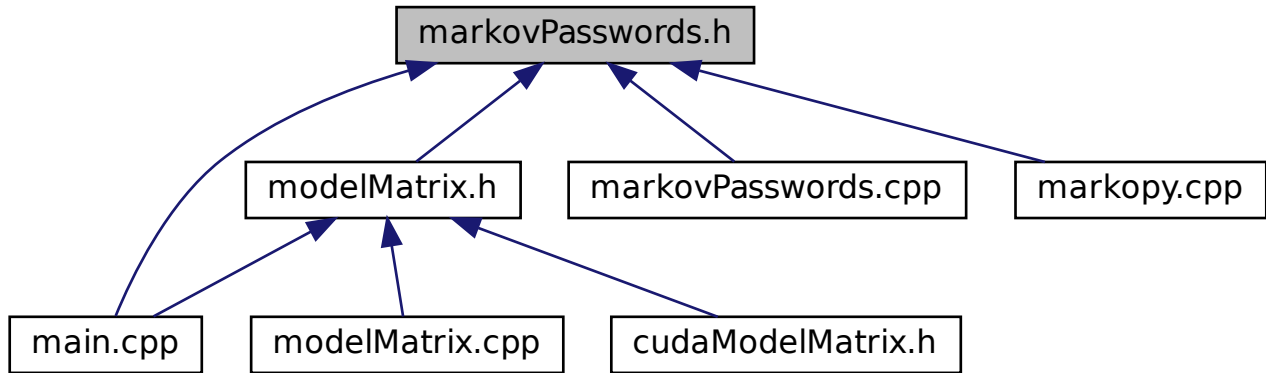 markovPasswords.h
modelMatrix.h
markovPasswords.cpp
markopy.cpp
main.cpp
modelMatrix.cpp
cudaModelMatrix.h